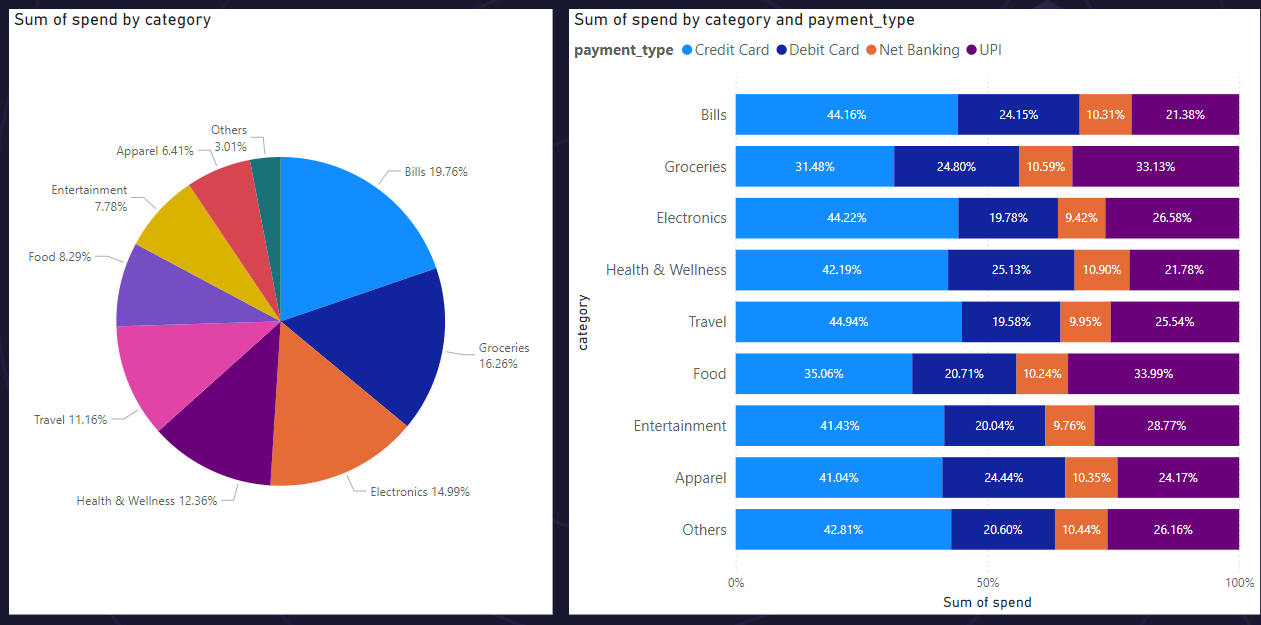 Sum of spend by category
Others
3.01%
Apparel 6.41%
Bills 19.76%
Entertainment
7.78%
Food 8.29%
Groceries
16.26%
Travel 11.16%
Electronics 14.99%
Health & Wellness 12.36%
Sum of spend by category and payment_type
payment_type Credit Card Debit Card Net Banking UPI
Bills 44.16% 24.15% 10.31% 21.38%
Groceries 31.48% 24.80% 10.59% 33.13%
Electronics 44.22% 19.78% 9.42% 26.58%
Health & Wellness 42.19% 25.13% 10.90% 21.78%
Travel 44.94% 19.58% 9.95% 25.54%
Food 35.06% 20.71% 10.24% 33.99%
Entertainment 41.43% 20.04% 9.76% 28.77%
Apparel 41.04% 24.44% 10.35% 24.17%
Others 42.81% 20.60% 10.44% 26.16%
category
0% 50% 100%
Sum of spend